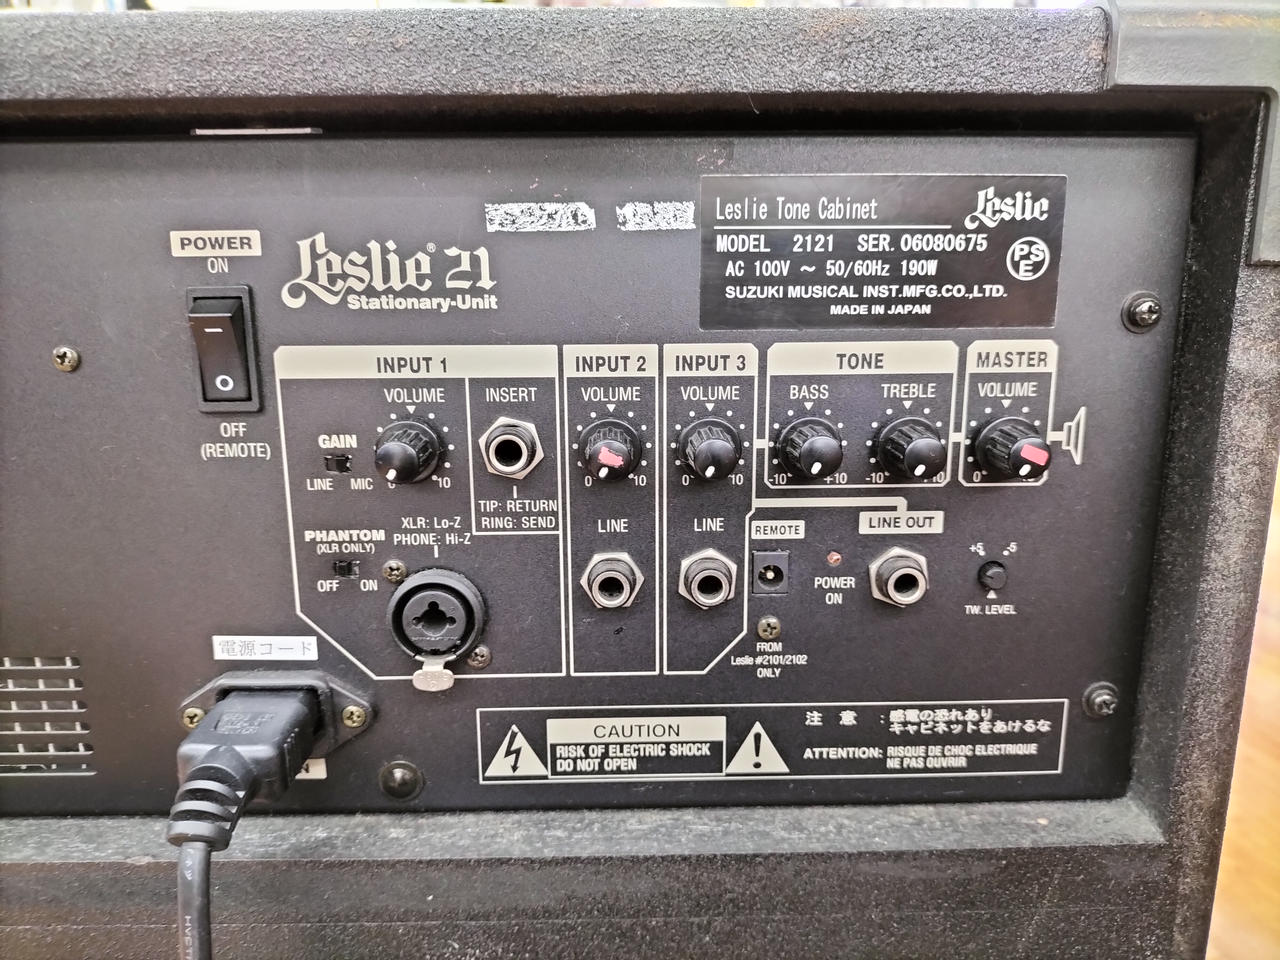 Leslie Tone Cabinet Leslie
MODEL 2121 SER. 06080675
AC 100V ~ 50/60Hz 190W
PSE
SUZUKI MUSICAL INST.MFG.CO.,LTD.
MADE IN JAPAN
POWER
ON
Leslie® 21
Stationary-Unit
OFF
(REMOTE)
INPUT 1
VOLUME
0 10
GAIN
LINE MIC
INSERT
TIP: RETURN
RING: SEND
PHANTOM
(XLR ONLY)
OFF ON
XLR: Lo-Z
PHONE: Hi-Z
INPUT 2
VOLUME
0 10
LINE
INPUT 3
VOLUME
0 10
LINE
TONE
BASS
-10 +10
TREBLE
-10 +10
MASTER
VOLUME
0
REMOTE
FROM
Leslie #2101/2102
ONLY
POWER
ON
LINE OUT
+5 -5
TW. LEVEL
電源コード
CAUTION
RISK OF ELECTRIC SHOCK
DO NOT OPEN
注意:感電の恐れあり
キャビネットをあけるな
ATTENTION: RISQUE DE CHOC ELECTRIQUE
NE PAS OUVRIR